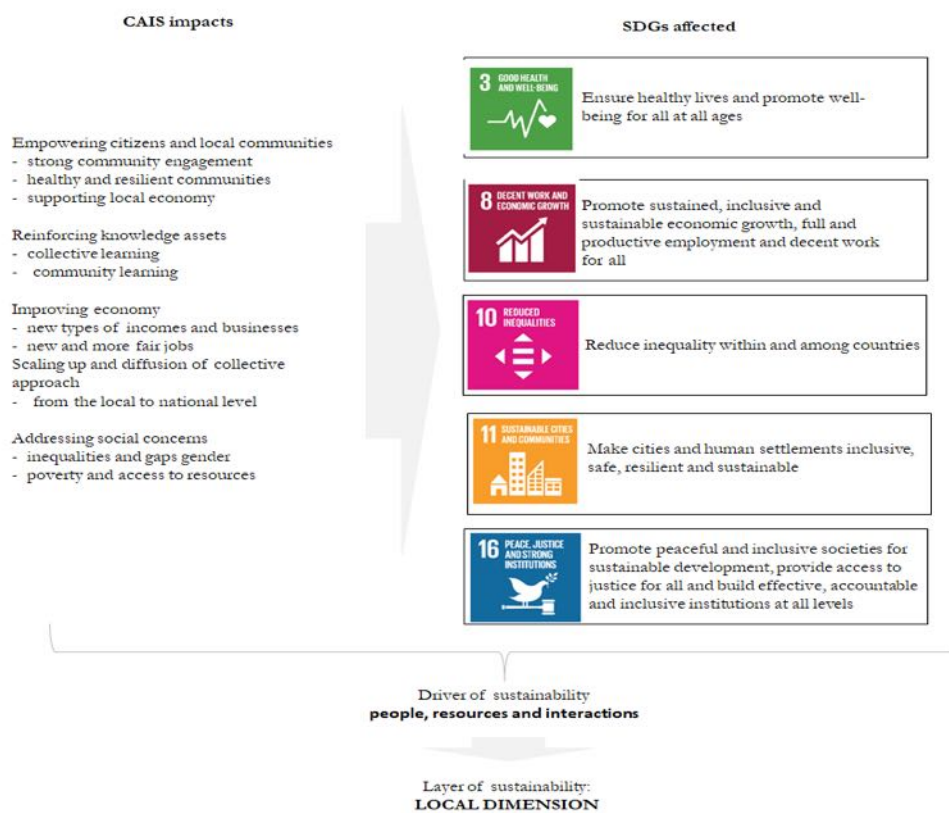 CAIS impacts
Empowering citizens and local communities
- strong community engagement
- healthy and resilient communities
- supporting local economy
Reinforcing knowledge assets
- collective learning
- community learning
Improving economy
- new types of incomes and businesses
- new and more fair jobs
Scaling up and diffusion of collective
approach
- from the local to national level
Addressing social concerns
- inequalities and gaps gender
- poverty and access to resources
SDGs affected
3 GOOD HEALTH
AND WELL-BEING
Ensure healthy lives and promote well-
being for all at all ages
8 DECENT WORK AND
ECONOMIC GROWTH
Promote sustained, inclusive and
sustainable economic growth, full and
productive employment and decent work
for all
10 REDUCED
INEQUALITIES
Reduce inequality within and among countries
11 SUSTAINABLE CITIES
AND COMMUNITIES
Make cities and human settlements inclusive,
safe, resilient and sustainable
16 PEACE, JUSTICE
AND STRONG
INSTITUTIONS
Promote peaceful and inclusive societies for
sustainable development, provide access to
justice for all and build effective, accountable
and inclusive institutions at all levels
Driver of sustainability
people, resources and interactions
Layer of sustainability:
LOCAL DIMENSION